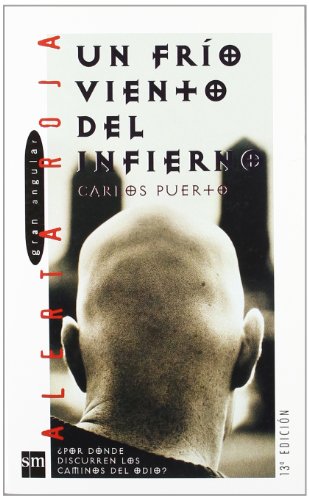 UN FRÍO
VIENTO
DEL
INFIERNO
CARLOS PUERTO
gran angular
ALERTA ROJA
sm
¿POR DÓNDE
DISCURREN LOS
CAMINOS DEL ODIO?
13ª EDICIÓN